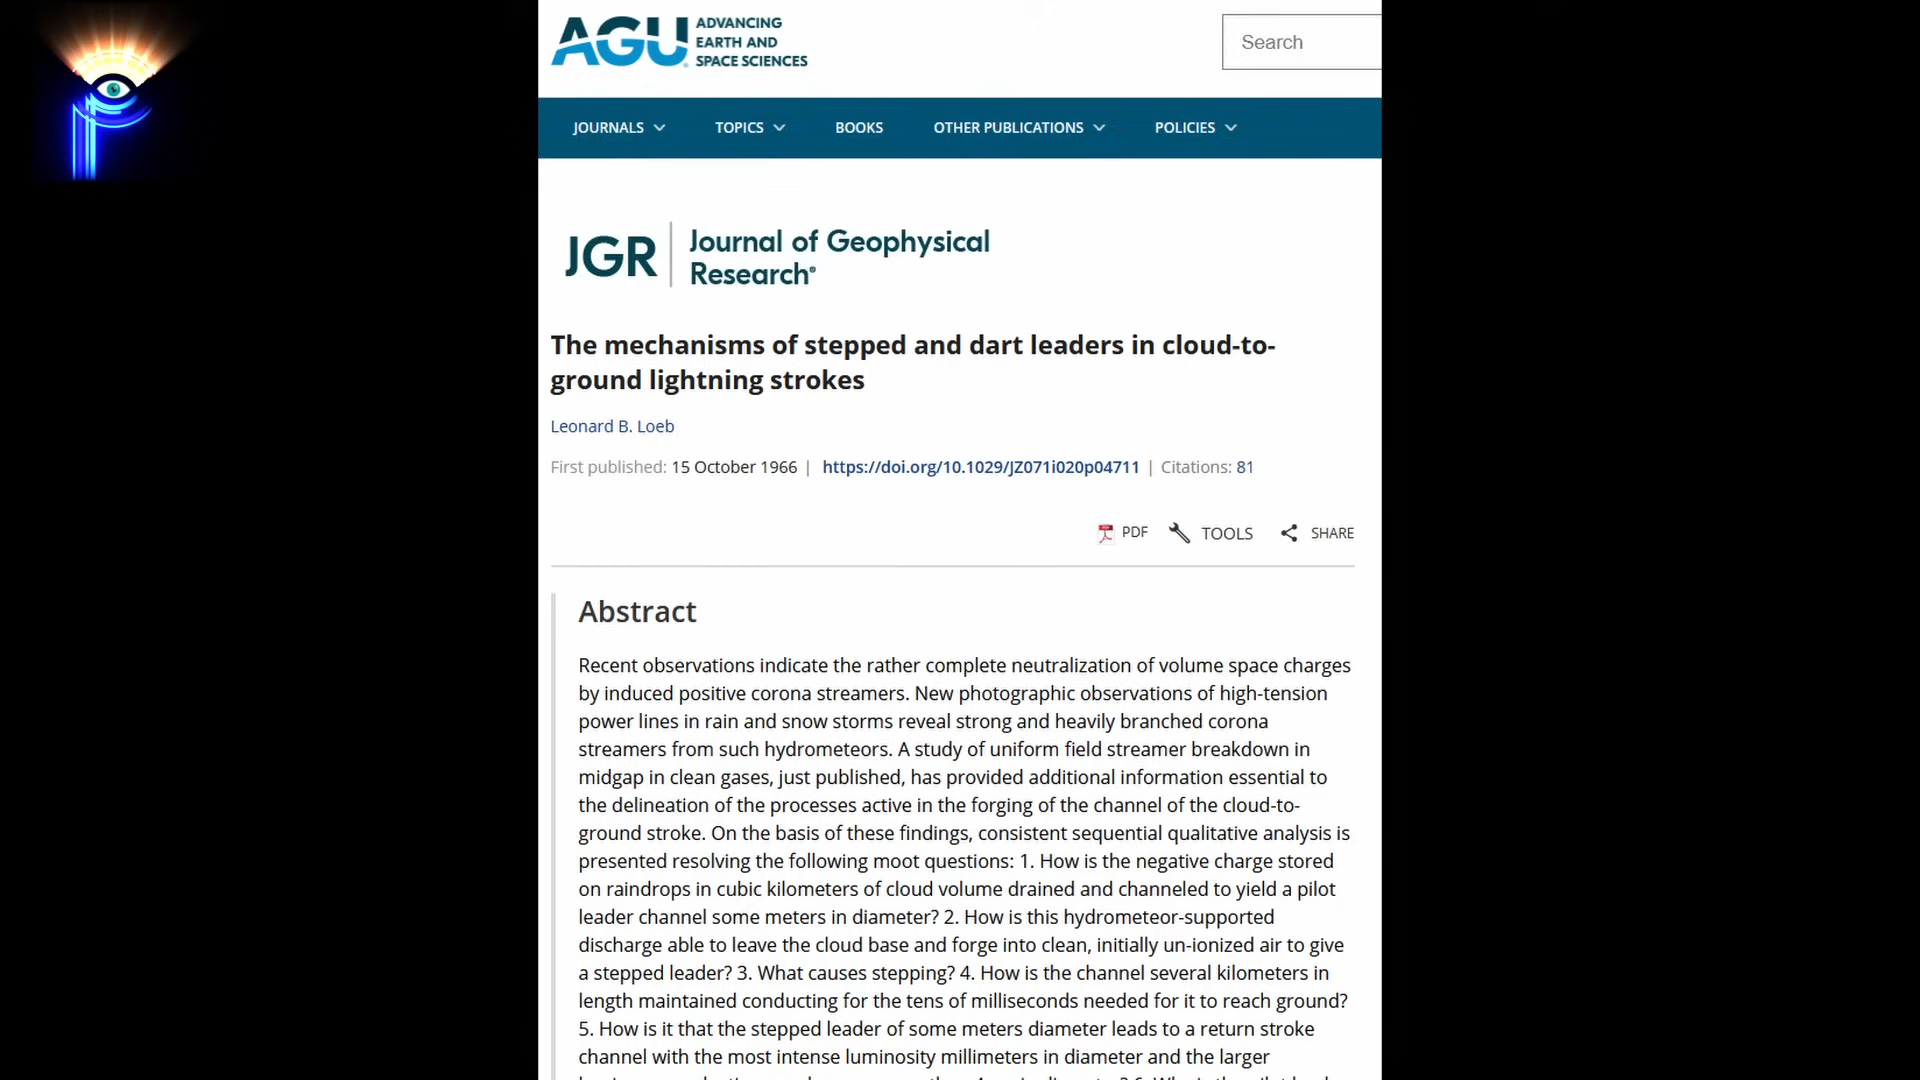 AGU ADVANCING
EARTH AND
SPACE SCIENCES
Search
JOURNALS TOPICS BOOKS OTHER PUBLICATIONS POLICIES
JGR Journal of Geophysical
Research®
The mechanisms of stepped and dart leaders in cloud-to-
ground lightning strokes
Leonard B. Loeb
First published: 15 October 1966 | https://doi.org/10.1029/JZ071i020p04711 | Citations: 81
PDF TOOLS SHARE
Abstract
Recent observations indicate the rather complete neutralization of volume space charges
by induced positive corona streamers. New photographic observations of high-tension
power lines in rain and snow storms reveal strong and heavily branched corona
streamers from such hydrometeors. A study of uniform field streamer breakdown in
midgap in clean gases, just published, has provided additional information essential to
the delineation of the processes active in the forging of the channel of the cloud-to-
ground stroke. On the basis of these findings, consistent sequential qualitative analysis is
presented resolving the following moot questions: 1. How is the negative charge stored
on raindrops in cubic kilometers of cloud volume drained and channeled to yield a pilot
leader channel some meters in diameter? 2. How is this hydrometeor-supported
discharge able to leave the cloud base and forge into clean, initially un-ionized air to give
a stepped leader? 3. What causes stepping? 4. How is the channel several kilometers in
length maintained conducting for the tens of milliseconds needed for it to reach ground?
5. How is it that the stepped leader of some meters diameter leads to a return stroke
channel with the most intense luminosity millimeters in diameter and the larger